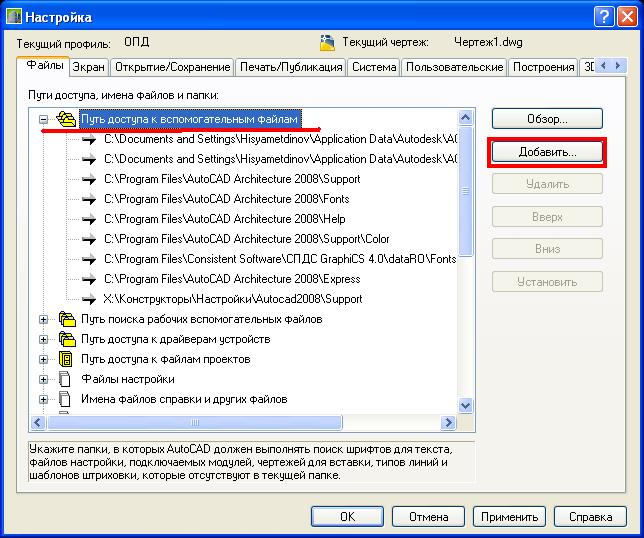 Настройка
Текущий профиль: ОПД Текущий чертеж: Чертеж1.dwg
Файлы Экран Открытие/Сохранение Печать/Публикация Система Пользовательские Построения 3D
Пути доступа, имена файлов и папки:
Путь доступа к вспомогательным файлам
C:\Documents and Settings\Hisyametdinov\Application Data\Autodesk\A
C:\Documents and Settings\Hisyametdinov\Application Data\Autodesk\A
C:\Program Files\AutoCAD Architecture 2008\Support
C:\Program Files\AutoCAD Architecture 2008\Fonts
C:\Program Files\AutoCAD Architecture 2008\Help
C:\Program Files\AutoCAD Architecture 2008\Support\Color
C:\Program Files\Consistent Software\СПДС GraphiCS 4.0\dataRO\Fonts
C:\Program Files\AutoCAD Architecture 2008\Express
X:\Конструкторы\Настройки\Autocad2008\Support
Путь поиска рабочих вспомогательных файлов
Путь доступа к драйверам устройств
Путь доступа к файлам проектов
Файлы настройки
Имена файлов справки и других файлов
Обзор...
Добавить...
Удалить
Вверх
Вниз
Установить
Укажите папки, в которых AutoCAD должен выполнять поиск шрифтов для текста,
файлов настройки, подключаемых модулей, чертежей для вставки, типов линий и
шаблонов штриховки, которые отсутствуют в текущей папке.
OK Отмена Применить Справка